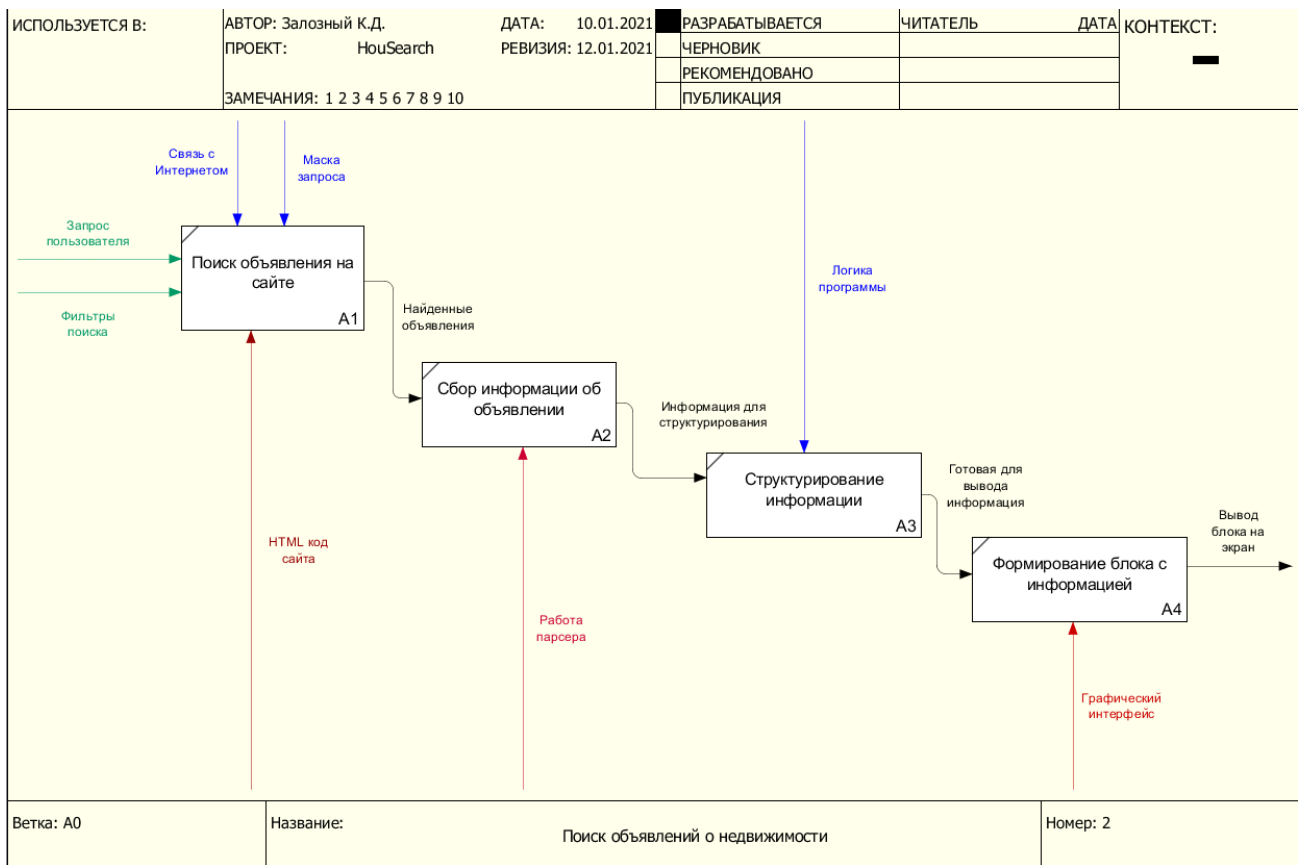 ИСПОЛЬЗУЕТСЯ В:
АВТОР: Залозный К.Д.
ДАТА: 10.01.2021
ПРОЕКТ: HouSearch
РЕВИЗИЯ: 12.01.2021
ЗАМЕЧАНИЯ: 1 2 3 4 5 6 7 8 9 10
РАЗРАБАТЫВАЕТСЯ
ЧЕРНОВИК
РЕКОМЕНДОВАНО
ПУБЛИКАЦИЯ
ЧИТАТЕЛЬ
ДАТА
КОНТЕКСТ:
Связь с
Интернетом
Маска
запроса
Запрос
пользователя
Фильтры
поиска
Поиск объявления на
сайте
A1
Найденные
объявления
Логика
программы
Сбор информации об
объявлении
A2
Информация для
структурирования
Структурирование
информации
A3
Готовая для
вывода
информация
Вывод
блока на
экран
Формирование блока с
информацией
A4
HTML код
сайта
Работа
парсера
Графический
интерфейс
Ветка: A0
Название:
Поиск объявлений о недвижимости
Номер: 2